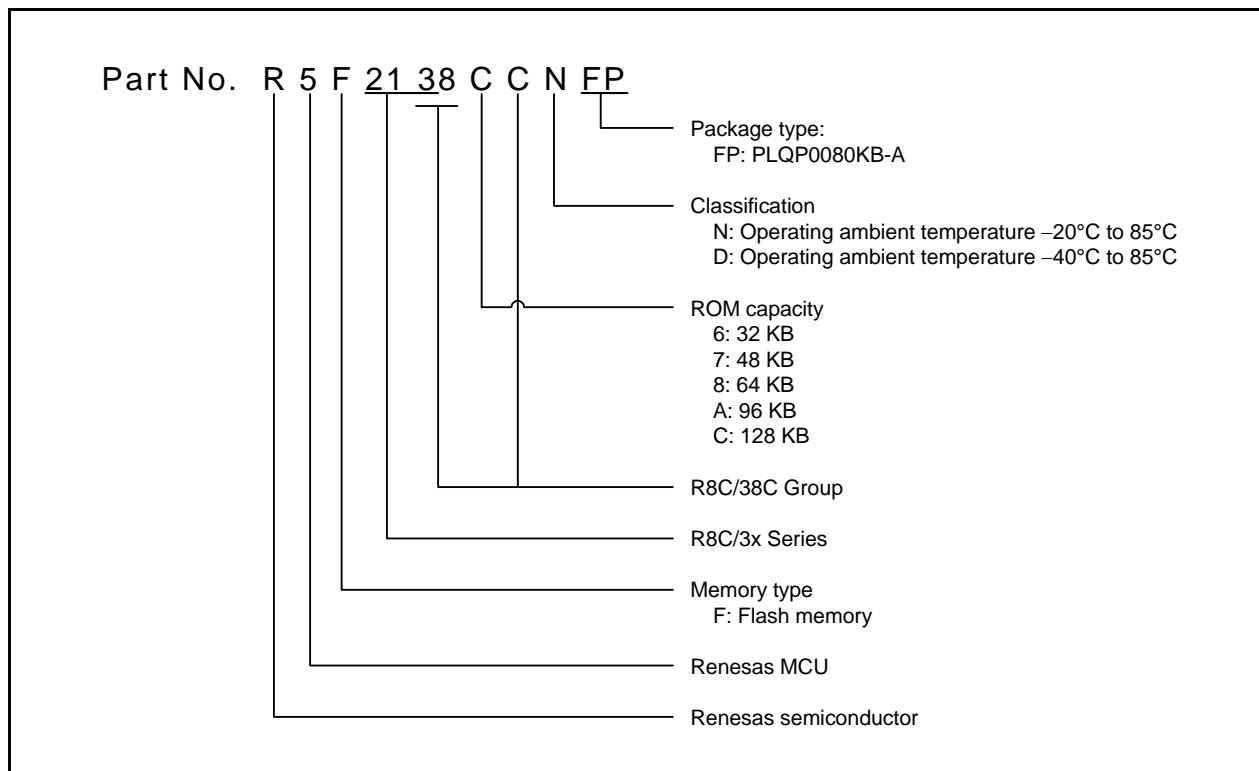 Part No. R 5 F 21 38 C C N FP
Package type:
FP: PLQP0080KB-A
Classification
N: Operating ambient temperature –20°C to 85°C
D: Operating ambient temperature –40°C to 85°C
ROM capacity
6: 32 KB
7: 48 KB
8: 64 KB
A: 96 KB
C: 128 KB
R8C/38C Group
R8C/3x Series
Memory type
F: Flash memory
Renesas MCU
Renesas semiconductor